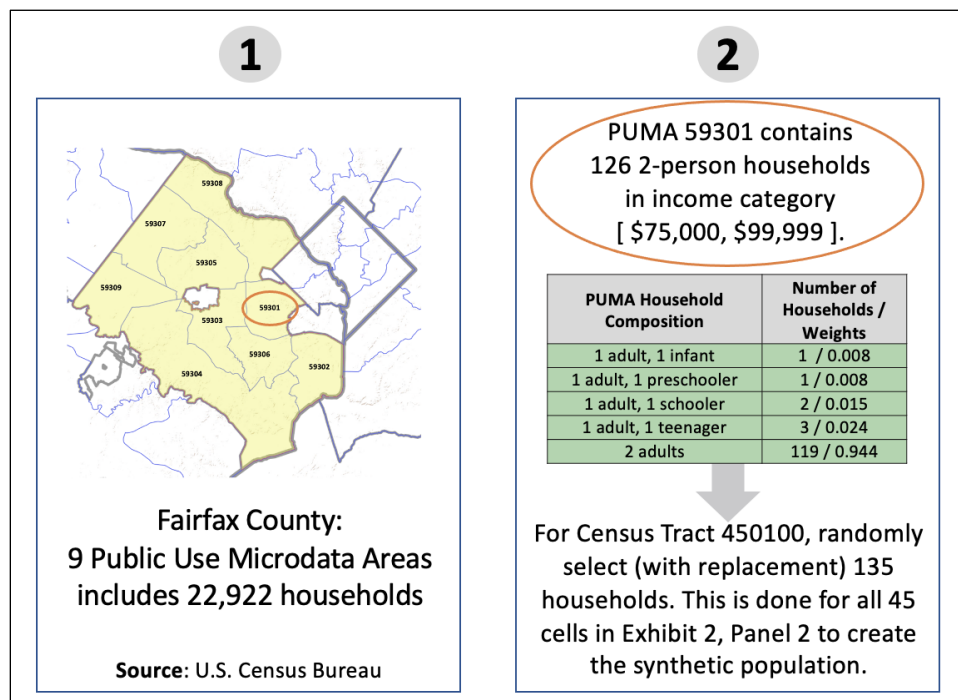 1
59308
59307
59305
59309
59301
59303
59306
59302
59304
Fairfax County:
9 Public Use Microdata Areas
includes 22,922 households
Source: U.S. Census Bureau
2
PUMA 59301 contains
126 2-person households
in income category
[ $75,000, $99,999 ].
PUMA Household
Composition
Number of
Households /
Weights
1 adult, 1 infant
1 / 0.008
1 adult, 1 preschooler
1 / 0.008
1 adult, 1 schooler
2 / 0.015
1 adult, 1 teenager
3 / 0.024
2 adults
119 / 0.944
For Census Tract 450100, randomly
select (with replacement) 135
households. This is done for all 45
cells in Exhibit 2, Panel 2 to create
the synthetic population.